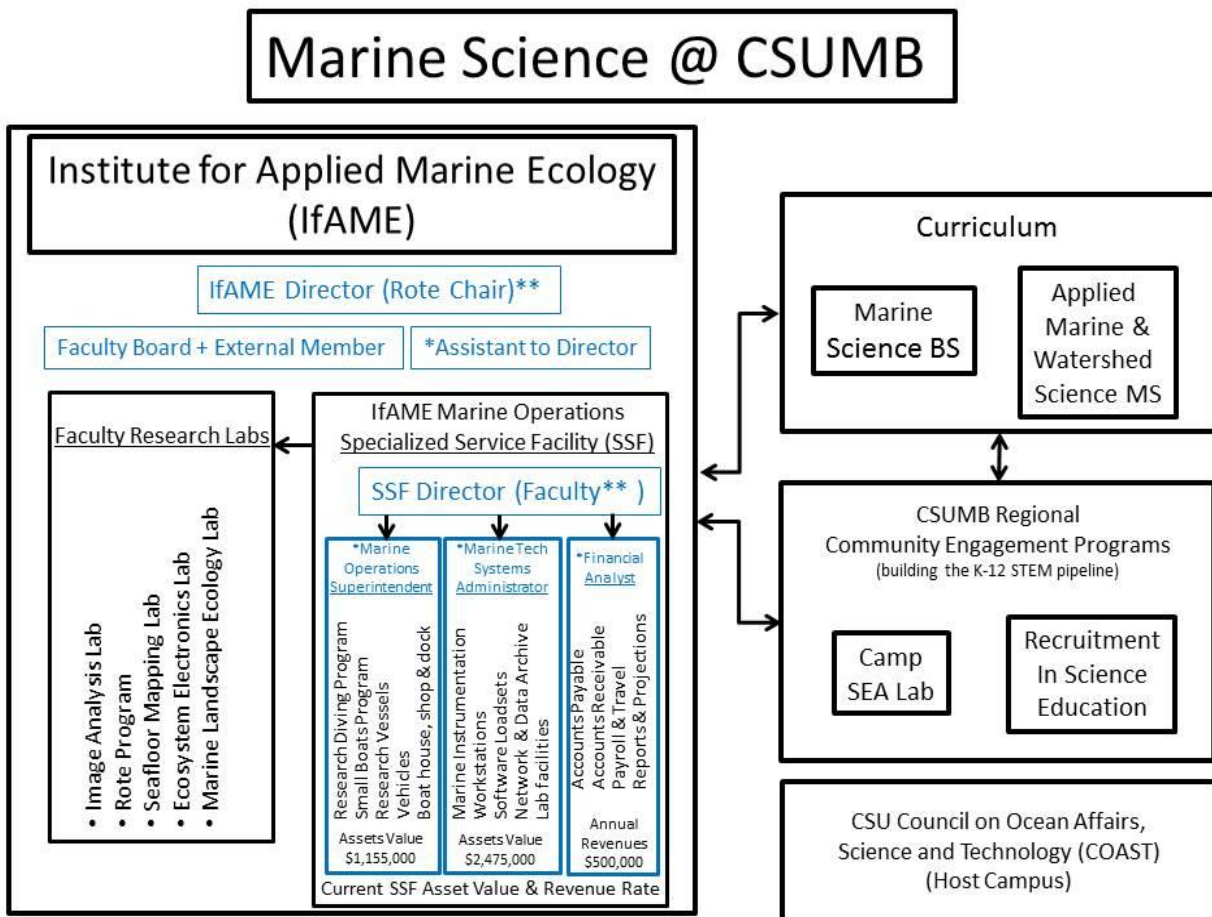 Marine Science @ CSUMB
Institute for Applied Marine Ecology
(IfAME)
IfAME Director (Rote Chair)**
Faculty Board + External Member
*Assistant to Director
Faculty Research Labs
• Image Analysis Lab
• Rote Program
• Seafloor Mapping Lab
• Ecosystem Electronics Lab
• Marine Landscape Ecology Lab
IfAME Marine Operations
Specialized Service Facility (SSF)
SSF Director (Faculty** )
*Marine
Operations
Superintendent
Research Diving Program
Small Boats Program
Research Vessels
Vehicles
Boat house, shop & dock
Assets Value
$1,155,000
*Marine Tech
Systems
Administrator
Marine Instrumentation
Workstations
Software Loadsets
Network & Data Archive
Lab facilities
Assets Value
$2,475,000
*Financial
Analyst
Accounts Payable
Accounts Receivable
Payroll & Travel
Reports & Projections
Annual
Revenues
$500,000
Current SSF Asset Value & Revenue Rate
Curriculum
Marine
Science BS
Applied
Marine &
Watershed
Science MS
CSUMB Regional
Community Engagement Programs
(building the K-12 STEM pipeline)
Camp
SEA Lab
Recruitment
In Science
Education
CSU Council on Ocean Affairs,
Science and Technology (COAST)
(Host Campus)